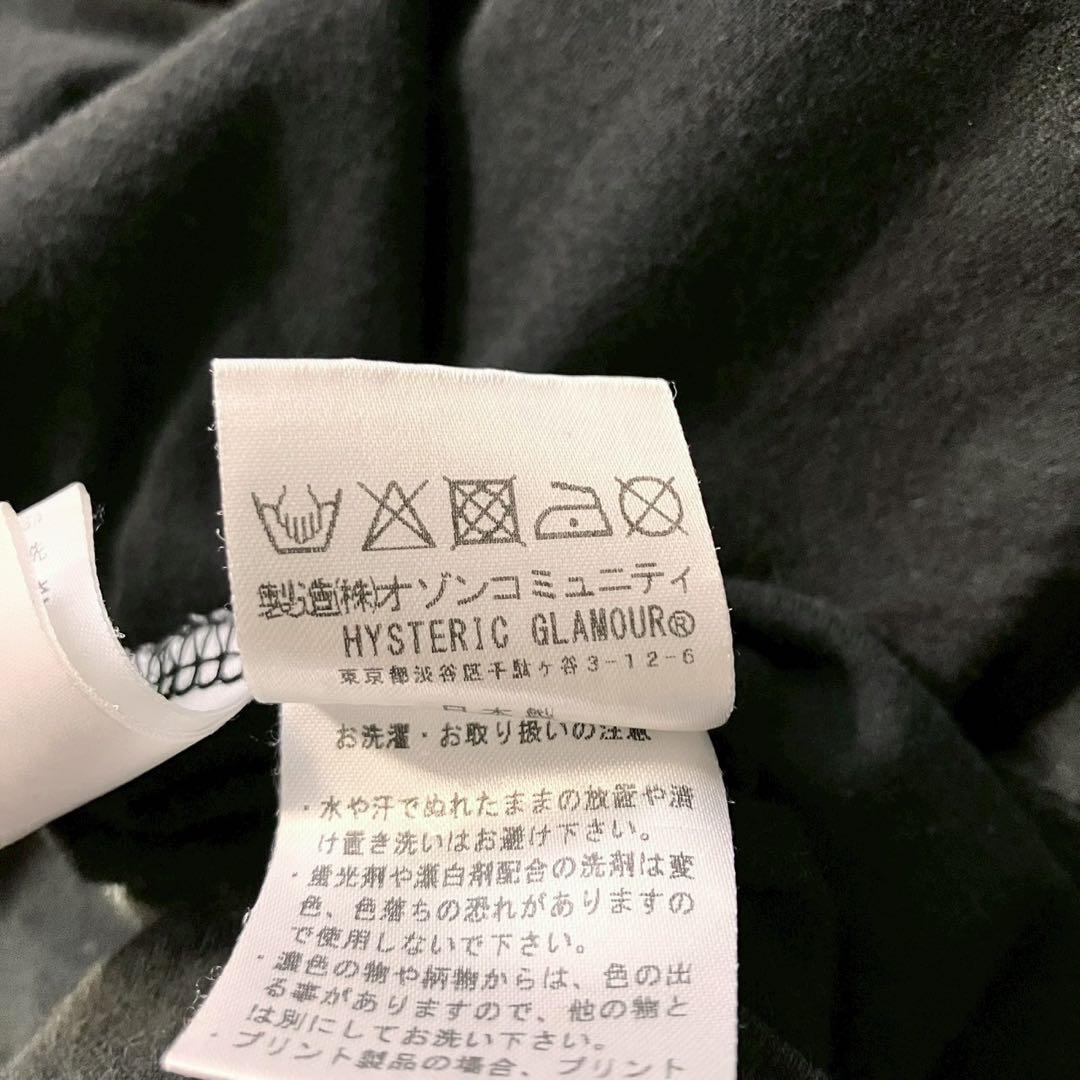 製造(株)オゾンコミュニティ
HYSTERIC GLAMOUR®
東京都渋谷区千駄ヶ谷3-12-6
日本製
お洗濯・お取り扱いの注意
・水や汗でぬれたままの放置や漬
け置き洗いはお避け下さい。
・蛍光剤や漂白剤配合の洗剤は変
色、色落ちの恐れがありますの
で使用しないで下さい。
・濃色の物や柄物からは、色の出
る事がありますので、他の物と
は別にしてお洗い下さい。
・プリント製品の場合、プリント
洗